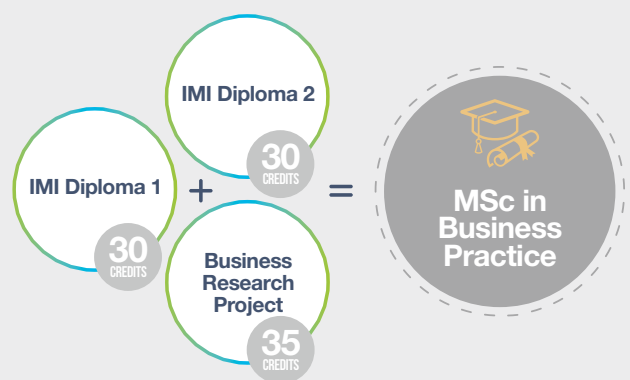 IMI Diploma 1
30
CREDITS
+
IMI Diploma 2
30
CREDITS
Business
Research
Project
35
CREDITS
=
MSc in
Business
Practice